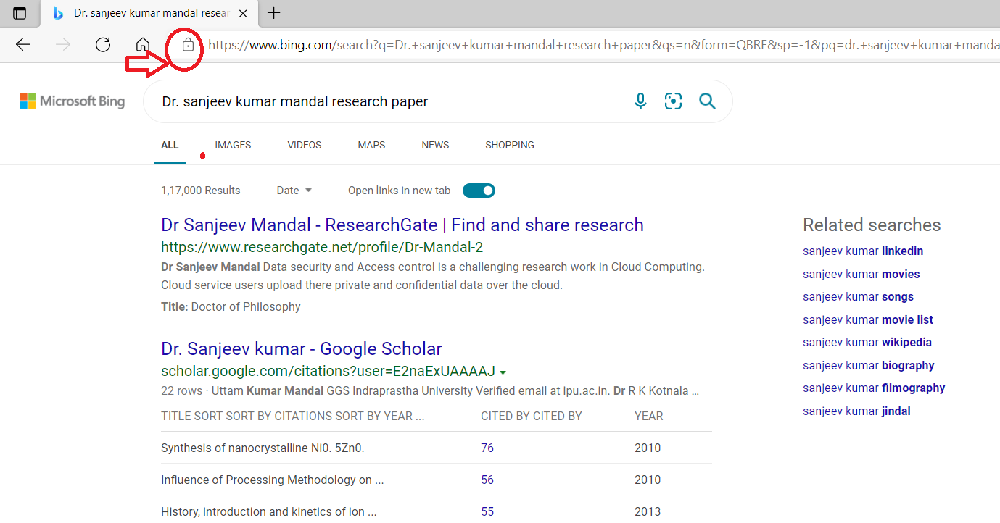 Dr. sanjeev kumar mandal resear
https://www.bing.com/search?q=Dr.+sanjeev+kumar+mandal+research+paper&qs=n&form=QBRE&sp=-1&pq=dr.+sanjeev+kumar+manda
Microsoft Bing
Dr. sanjeev kumar mandal research paper
ALL IMAGES VIDEOS MAPS NEWS SHOPPING
1,17,000 Results Date Open links in new tab
Dr Sanjeev Mandal - ResearchGate | Find and share research
https://www.researchgate.net/profile/Dr-Mandal-2
Dr Sanjeev Mandal Data security and Access control is a challenging research work in Cloud Computing.
Cloud service users upload there private and confidential data over the cloud.
Title: Doctor of Philosophy
Dr. Sanjeev kumar - Google Scholar
scholar.google.com/citations?user=E2naExUAAAAJ
22 rows · Uttam Kumar Mandal GGS Indraprastha University Verified email at ipu.ac.in. Dr R K Kotnala ...
TITLE SORT SORT BY CITATIONS SORT BY YEAR ... CITED BY CITED BY YEAR
Synthesis of nanocrystalline Ni0. 5Zn0. 76 2010
Influence of Processing Methodology on ... 56 2010
History, introduction and kinetics of ion ... 55 2013
Related searches
sanjeev kumar linkedin
sanjeev kumar movies
sanjeev kumar songs
sanjeev kumar movie list
sanjeev kumar wikipedia
sanjeev kumar biography
sanjeev kumar filmography
sanjeev kumar jindal